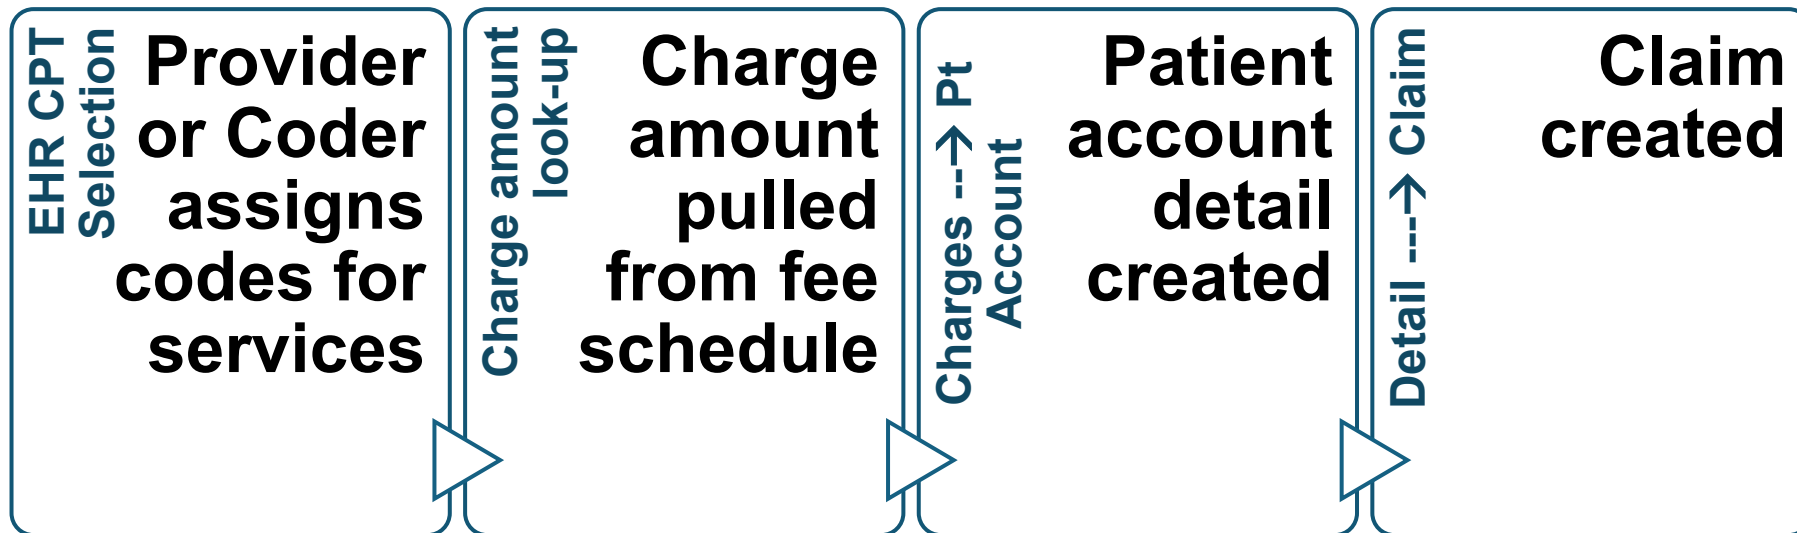 EHR CPT
Selection
Provider
or Coder
assigns
codes for
services
Charge amount
look-up
Charge
amount
pulled
from fee
schedule
Charges --→ Pt
Account
Patient
account
detail
created
Detail ----→ Claim
Claim
created